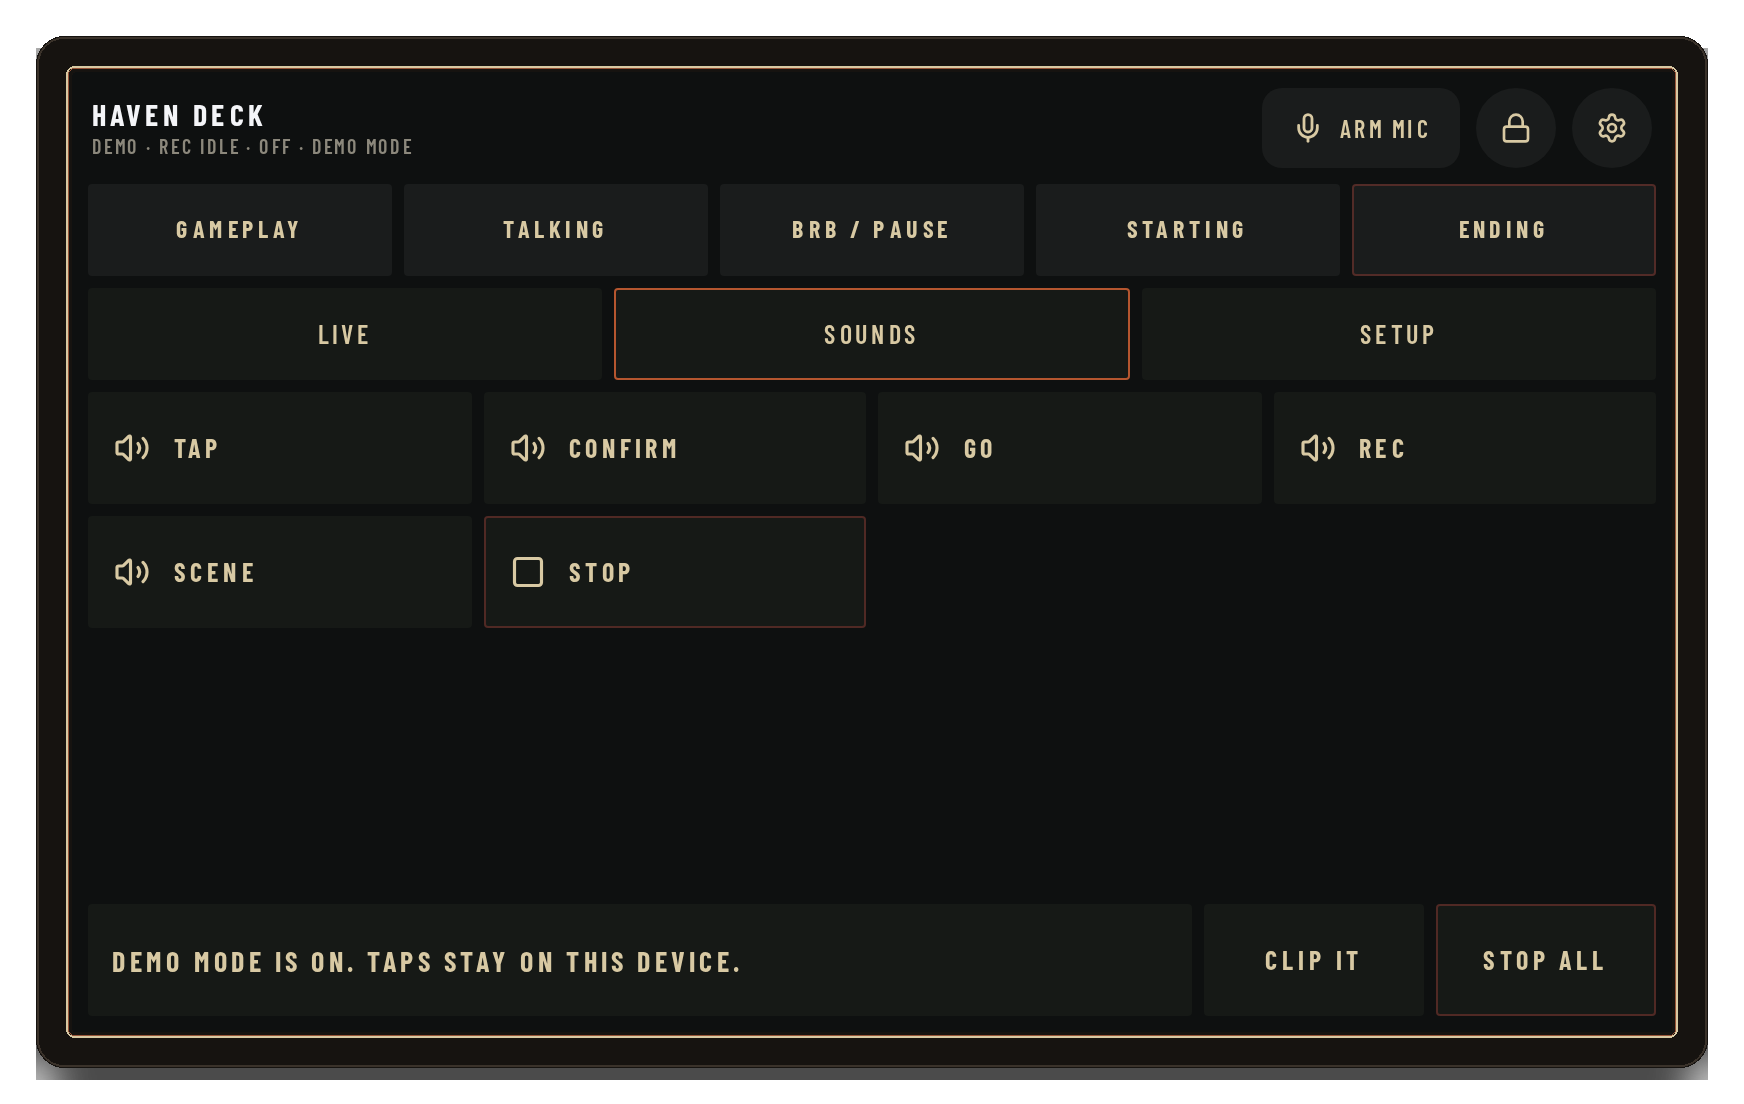 HAVEN DECK
DEMO · REC IDLE · OFF · DEMO MODE
ARM MIC
GAMEPLAY
TALKING
BRB / PAUSE
STARTING
ENDING
LIVE
SOUNDS
SETUP
TAP
CONFIRM
GO
REC
SCENE
STOP
DEMO MODE IS ON. TAPS STAY ON THIS DEVICE.
CLIP IT
STOP ALL